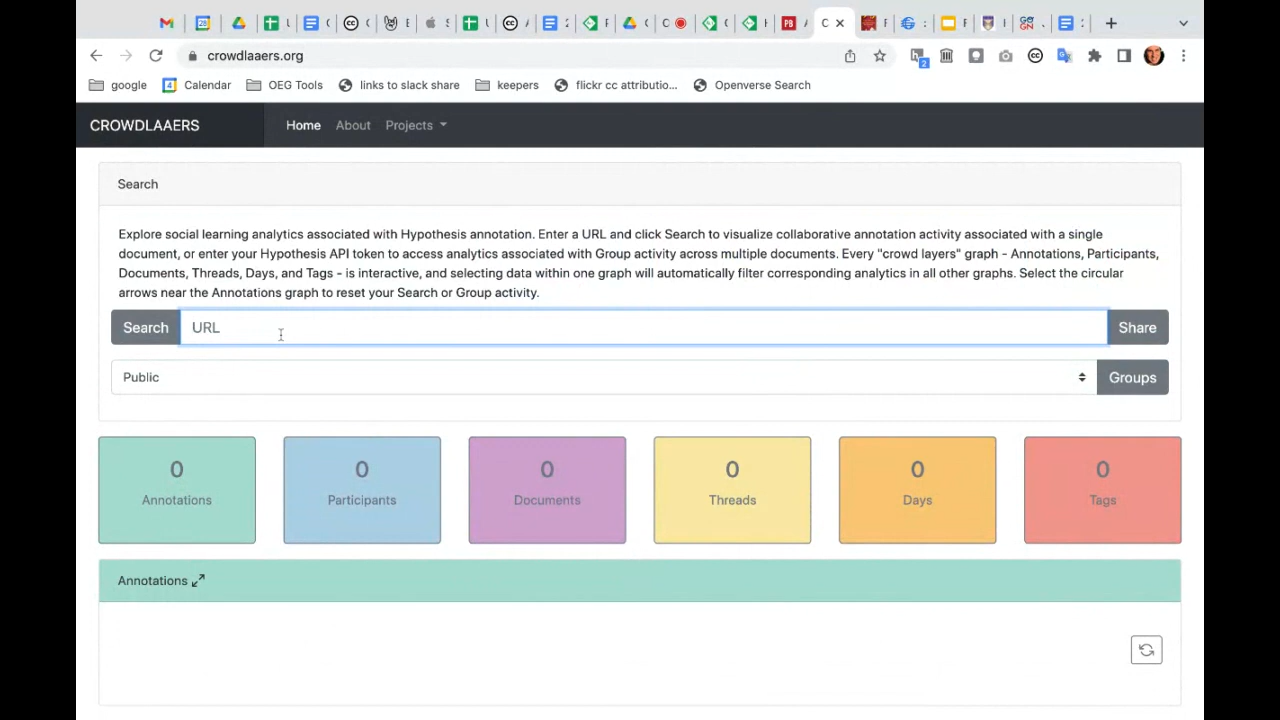 crowdlaaers.org
2
google
4
Calendar
OEG Tools
links to slack share
keepers
flickr cc attributio...
Openverse Search
CROWDLAAERS
Home
About
Projects
Search
Explore social learning analytics associated with Hypothesis annotation. Enter a URL and click Search to visualize collaborative annotation activity associated with a single
document, or enter your Hypothesis API token to access analytics associated with Group activity across multiple documents. Every "crowd layers" graph - Annotations, Participants,
Documents, Threads, Days, and Tags - is interactive, and selecting data within one graph will automatically filter corresponding analytics in all other graphs. Select the circular
arrows near the Annotations graph to reset your Search or Group activity.
Search
URL
Share
Public
Groups
0
Annotations
0
Participants
0
Documents
0
Threads
0
Days
0
Tags
Annotations